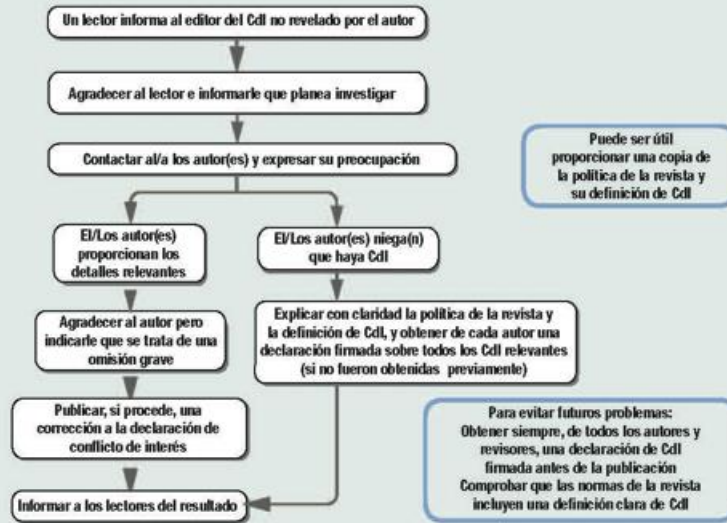 Un lector informa al editor del CdI no revelado por el autor
Agradecer al lector e informarle que planea investigar
Contactar al/a los autor(es) y expresar su preocupación
Puede ser útil
proporcionar una copia de
la política de la revista y
su definición de CdI
El/Los autor(es)
proporcionan los
detalles relevantes
El/Los autor(es) niega(n)
que haya CdI
Agradecer al autor pero
indicarle que se trata de una
omisión grave
Explicar con claridad la política de la revista y
la definición de CdI, y obtener de cada autor una
declaración firmada sobre todos los CdI relevantes
(si no fueron obtenidas previamente)
Publicar, si procede, una
corrección a la declaración de
conflicto de interés
Informar a los lectores del resultado
Para evitar futuros problemas:
Obtener siempre, de todos los autores y
revisores, una declaración de CdI
firmada antes de la publicación
Comprobar que las normas de la revista
incluyen una definición clara de CdI